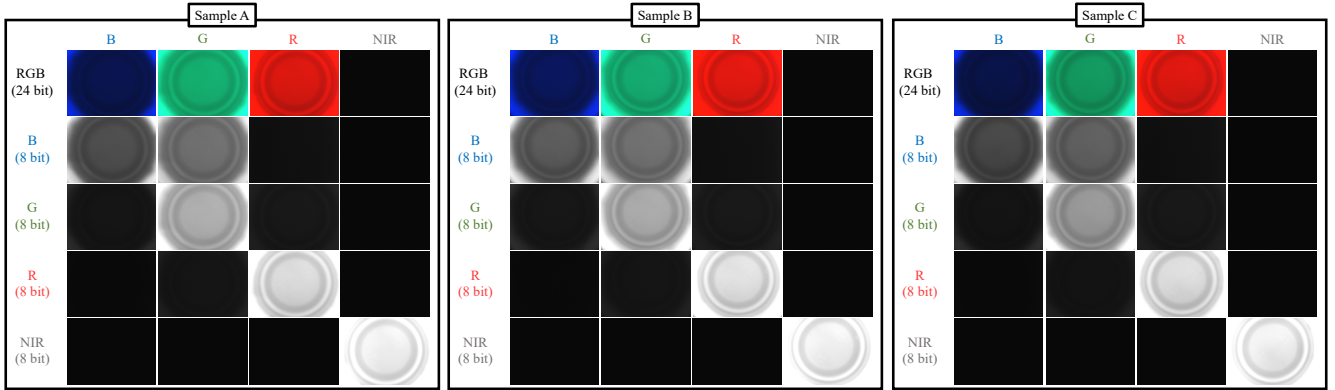 Sample A
B G R NIR
RGB
(24 bit)
B
(8 bit)
G
(8 bit)
R
(8 bit)
NIR
(8 bit)
Sample B
B G R NIR
RGB
(24 bit)
B
(8 bit)
G
(8 bit)
R
(8 bit)
NIR
(8 bit)
Sample C
B G R NIR
RGB
(24 bit)
B
(8 bit)
G
(8 bit)
R
(8 bit)
NIR
(8 bit)